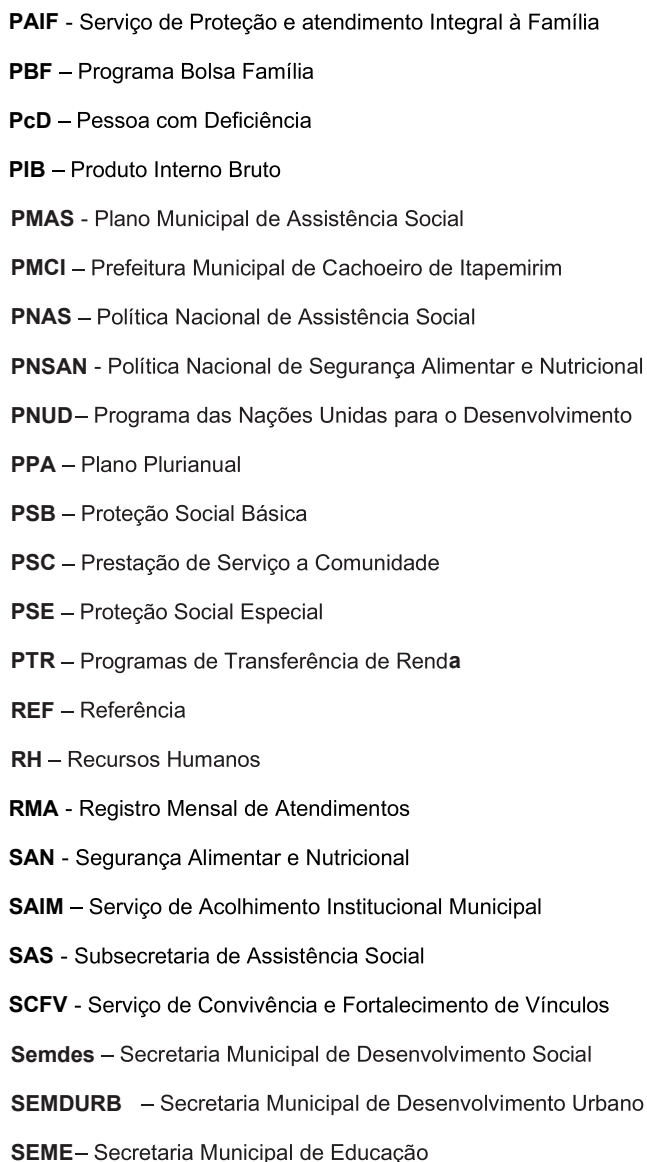 PAIF - Serviço de Proteção e atendimento Integral à Família
PBF – Programa Bolsa Família
PcD – Pessoa com Deficiência
PIB – Produto Interno Bruto
PMAS - Plano Municipal de Assistência Social
PMCI – Prefeitura Municipal de Cachoeiro de Itapemirim
PNAS – Política Nacional de Assistência Social
PNSAN - Política Nacional de Segurança Alimentar e Nutricional
PNUD– Programa das Nações Unidas para o Desenvolvimento
PPA – Plano Plurianual
PSB – Proteção Social Básica
PSC – Prestação de Serviço a Comunidade
PSE – Proteção Social Especial
PTR – Programas de Transferência de Renda
REF – Referência
RH – Recursos Humanos
RMA - Registro Mensal de Atendimentos
SAN - Segurança Alimentar e Nutricional
SAIM – Serviço de Acolhimento Institucional Municipal
SAS - Subsecretaria de Assistência Social
SCFV - Serviço de Convivência e Fortalecimento de Vínculos
Semdes – Secretaria Municipal de Desenvolvimento Social
SEMDURB – Secretaria Municipal de Desenvolvimento Urbano
SEME– Secretaria Municipal de Educação